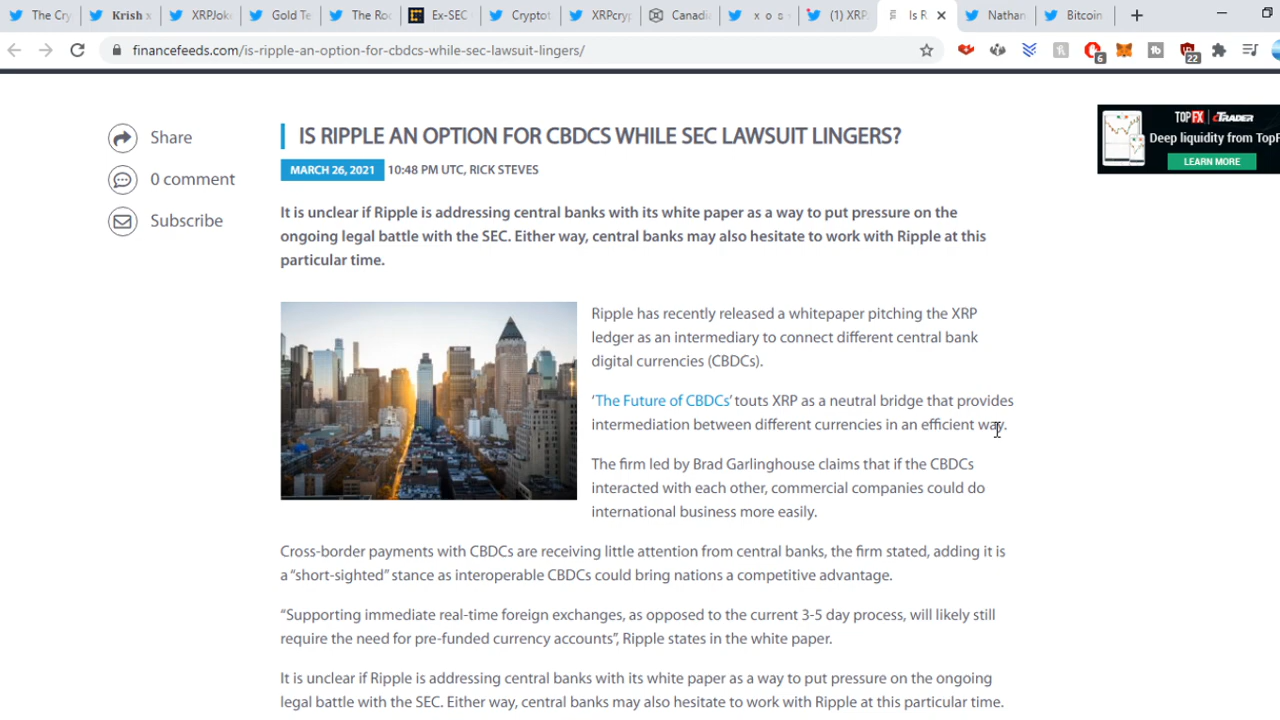 The Cry
Krish x
XRPJok
Gold Te
The Roc
Ex-SEC
Cryptot
XRPcryp
Canadi
x o s
(1) XRP
Is R
Nathan
Bitcoin
financefeeds.com/is-ripple-an-option-for-cbdcs-while-sec-lawsuit-lingers/
6
22
Share
0 comment
Subscribe
IS RIPPLE AN OPTION FOR CBDCS WHILE SEC LAWSUIT LINGERS?
MARCH 26, 2021 10:48 PM UTC, RICK STEVES
TOPFX cTRADER
Deep liquidity from TopF
LEARN MORE
It is unclear if Ripple is addressing central banks with its white paper as a way to put pressure on the
ongoing legal battle with the SEC. Either way, central banks may also hesitate to work with Ripple at this
particular time.
Ripple has recently released a whitepaper pitching the XRP
ledger as an intermediary to connect different central bank
digital currencies (CBDCs).
‘The Future of CBDCs’ touts XRP as a neutral bridge that provides
intermediation between different currencies in an efficient way.
The firm led by Brad Garlinghouse claims that if the CBDCs
interacted with each other, commercial companies could do
international business more easily.
Cross-border payments with CBDCs are receiving little attention from central banks, the firm stated, adding it is
a “short-sighted” stance as interoperable CBDCs could bring nations a competitive advantage.
“Supporting immediate real-time foreign exchanges, as opposed to the current 3-5 day process, will likely still
require the need for pre-funded currency accounts”, Ripple states in the white paper.
It is unclear if Ripple is addressing central banks with its white paper as a way to put pressure on the ongoing
legal battle with the SEC. Either way, central banks may also hesitate to work with Ripple at this particular time.